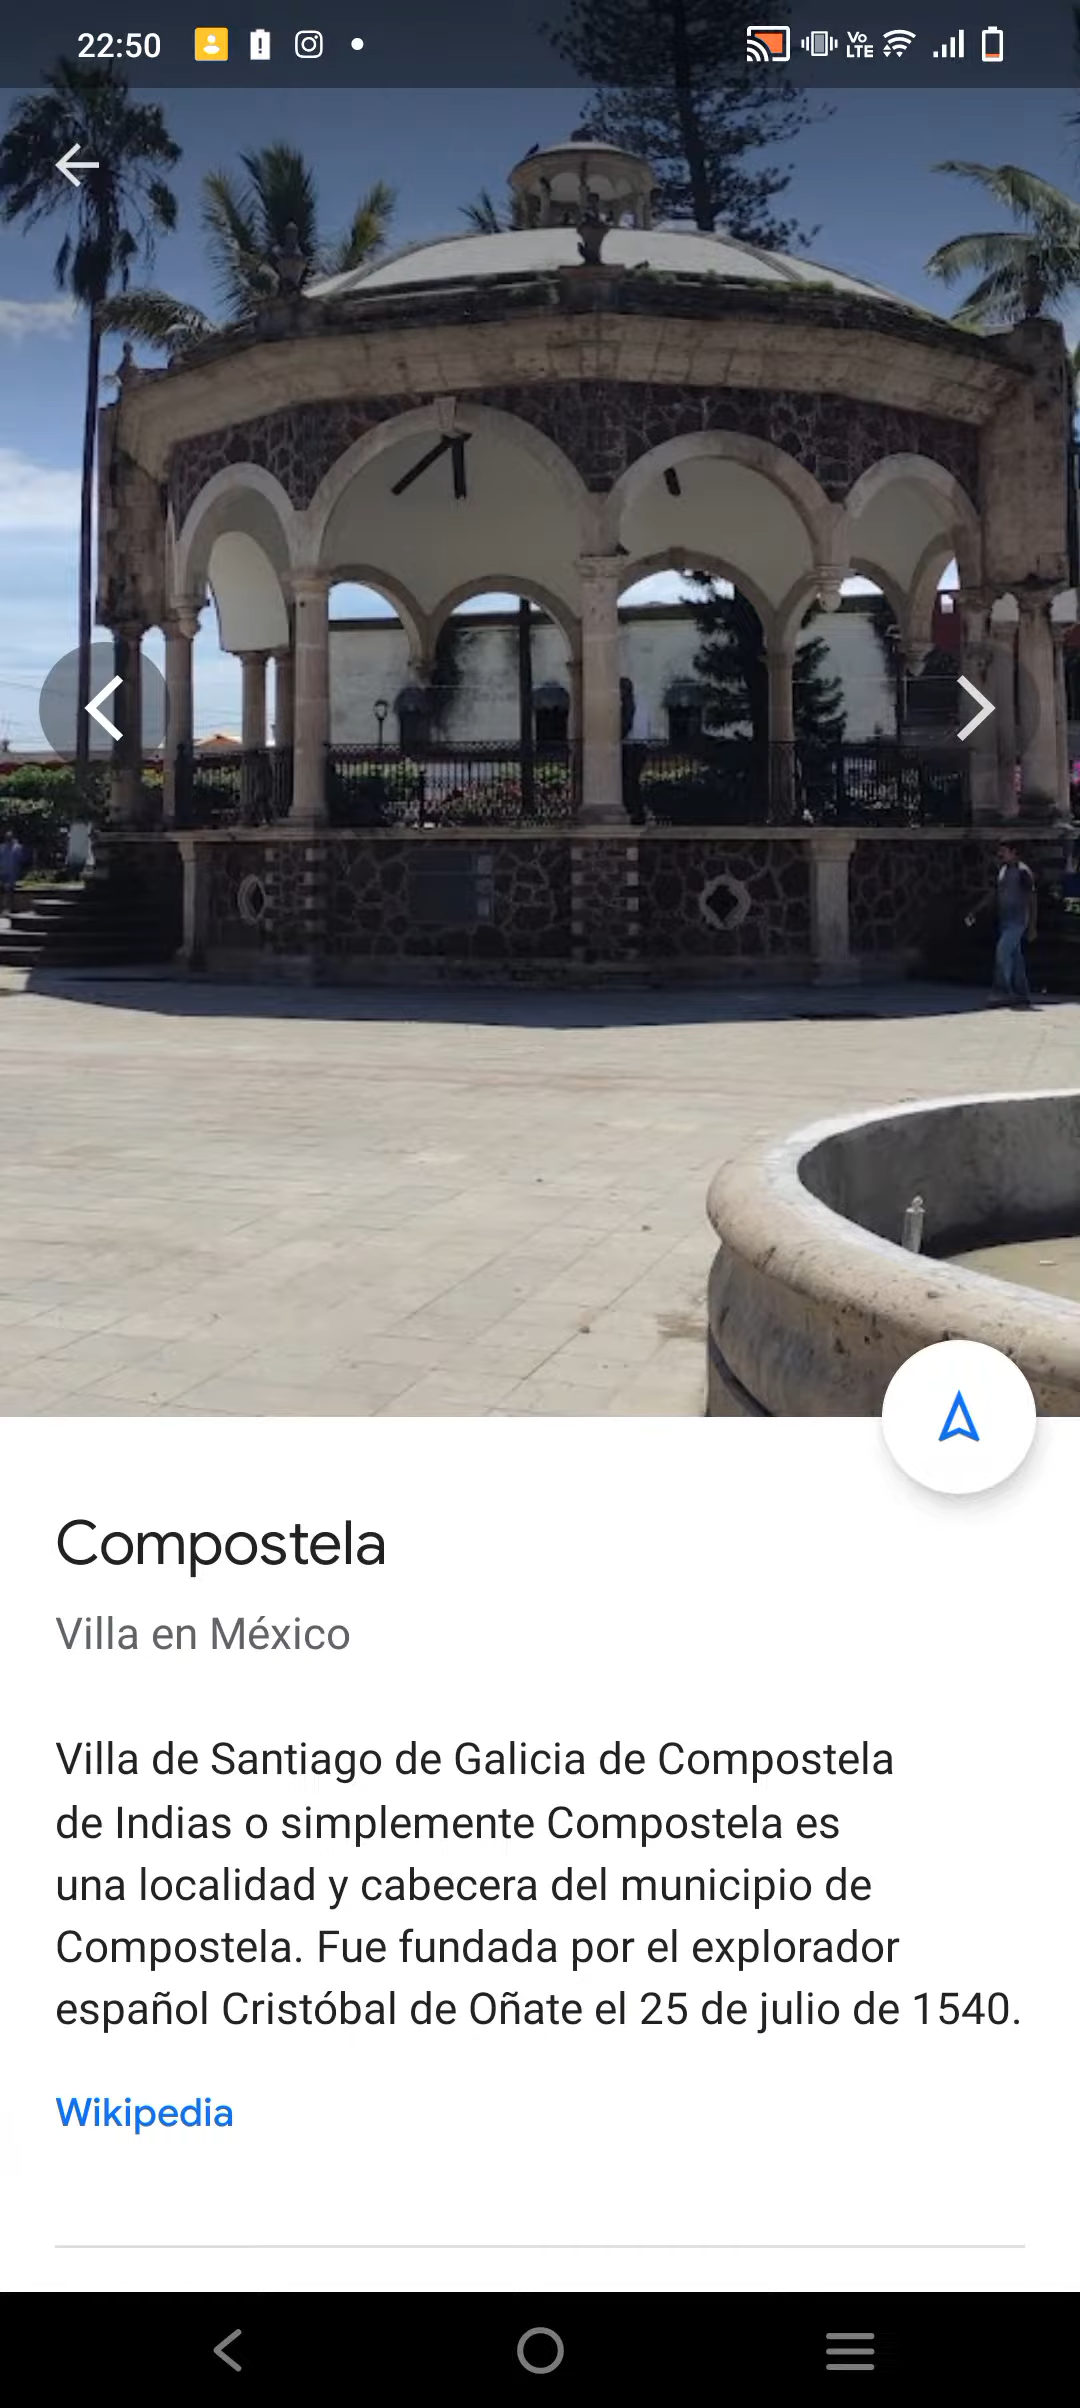 22:50
Vo
LTE
Compostela
Villa en México
Villa de Santiago de Galicia de Compostela
de Indias o simplemente Compostela es
una localidad y cabecera del municipio de
Compostela. Fue fundada por el explorador
español Cristóbal de Oñate el 25 de julio de 1540.
Wikipedia